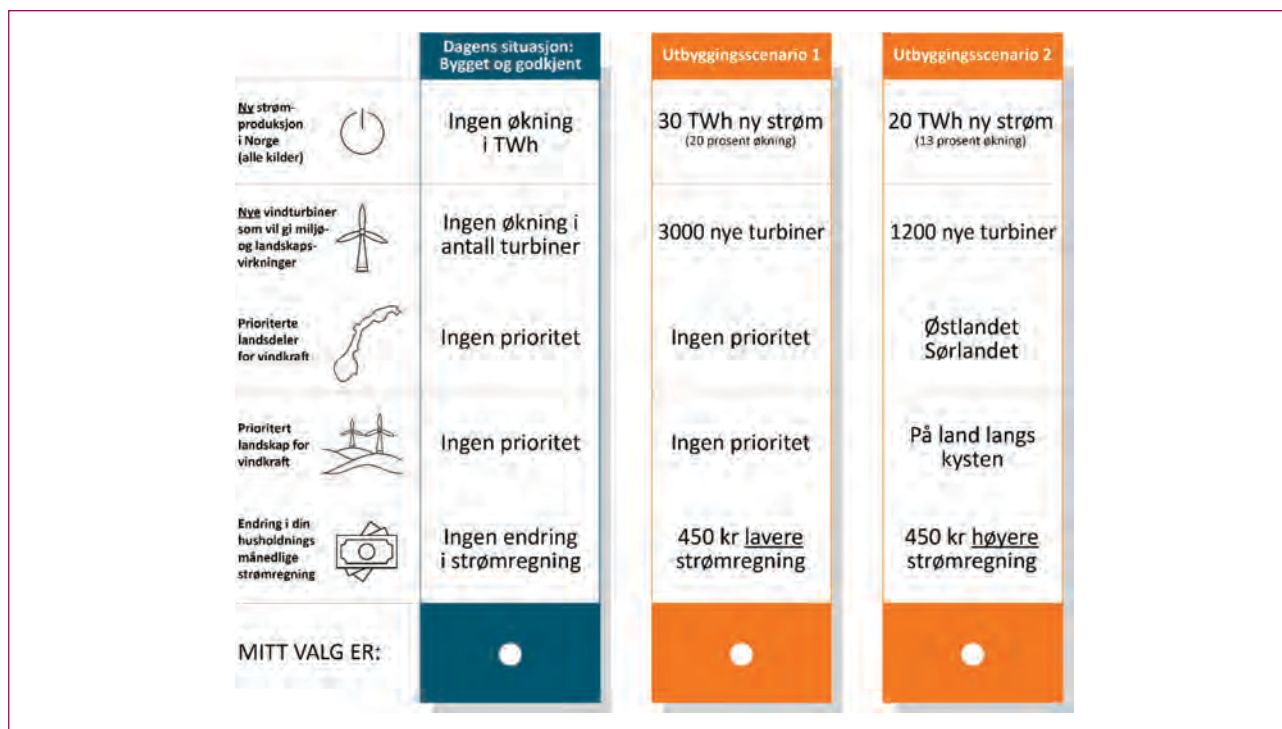 Dagens situasjon:
Bygget og godkjent
Utbyggingsscenario 1
Utbyggingsscenario 2
Ny strøm-
produksjon
i Norge
(alle kilder)
Ingen økning
i TWh
30 TWh ny strøm
(20 prosent økning)
20 TWh ny strøm
(13 prosent økning)
Nye vindturbiner
som vil gi miljø-
og landskaps-
virkninger
Ingen økning i
antall turbiner
3000 nye turbiner
1200 nye turbiner
Prioriterte
landsdeler
for vindkraft
Ingen prioritet
Ingen prioritet
Østlandet
Sørlandet
Prioritert
landskap for
vindkraft
Ingen prioritet
Ingen prioritet
På land langs
kysten
Endring i din
husholdnings
månedlige
strømregning
Ingen endring
i strømregning
450 kr lavere
strømregning
450 kr høyere
strømregning
MITT VALG ER: